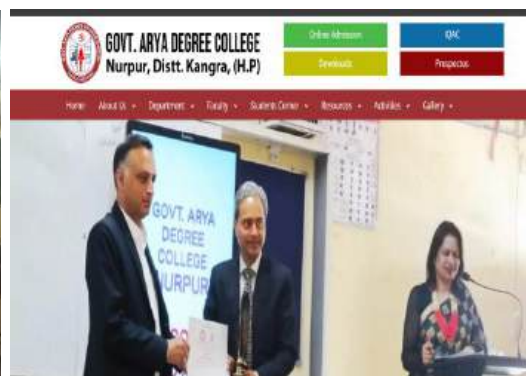 GOVT. ARYA DEGREE COLLEGE
Nurpur, Distt. Kangra, (H.P)
Online Admission
IQAC
Downloads
Prospectus
Home About Us Department Faculty Students Corner Resources Activities Gallery
GOVT. ARYA
DEGREE
COLLEGE
NURPUR